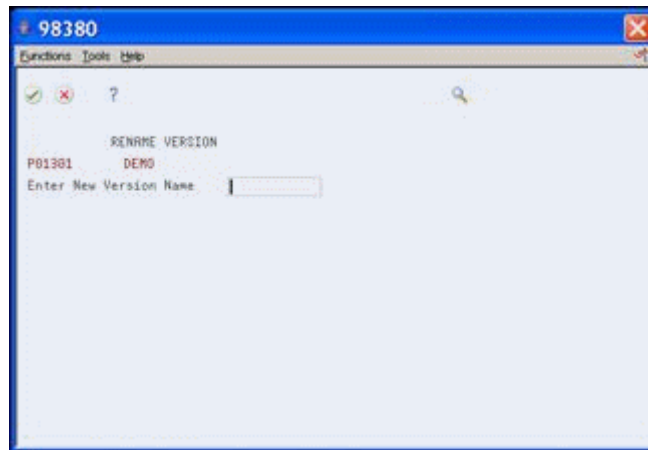 98380
Functions Tools Help
?
RENAME VERSION
P01301 DEMO
Enter New Version Name